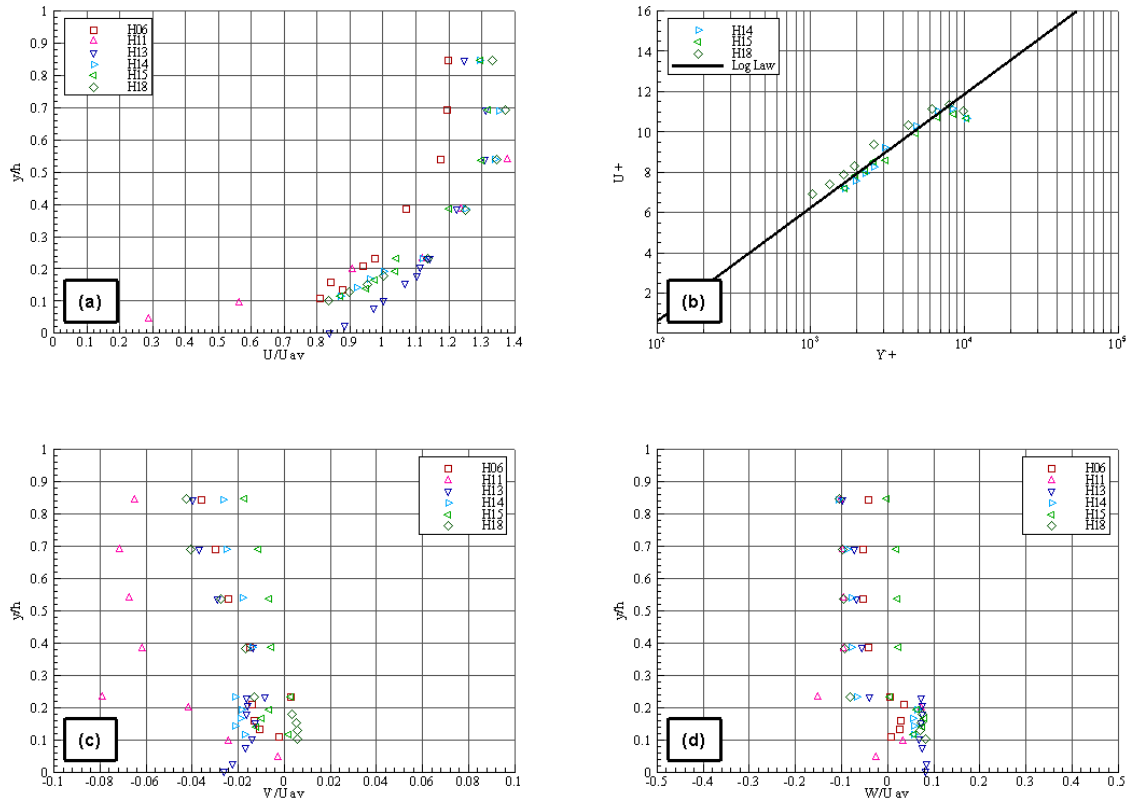 1
0.9
0.8
0.7
0.6
0.5
0.4
0.3
0.2
0.1
0
y/h
0 0.1 0.2 0.3 0.4 0.5 0.6 0.7 0.8 0.9 1 1.1 1.2 1.3 1.4
U/Uav
H06
H11
H13
H14
H15
H18
(a)
16
14
12
10
8
6
4
2
U+
10² 10³ 10⁴ 10⁵
Y+
H14
H15
H18
Log Law
(b)
1
0.9
0.8
0.7
0.6
0.5
0.4
0.3
0.2
0.1
0
y/h
-0.1 -0.08 -0.06 -0.04 -0.02 0 0.02 0.04 0.06 0.08 0.1
V/Uav
H06
H11
H13
H14
H15
H18
(c)
1
0.9
0.8
0.7
0.6
0.5
0.4
0.3
0.2
0.1
0
y/h
-0.5 -0.4 -0.3 -0.2 -0.1 0 0.1 0.2 0.3 0.4 0.5
W/Uav
H06
H11
H13
H14
H15
H18
(d)